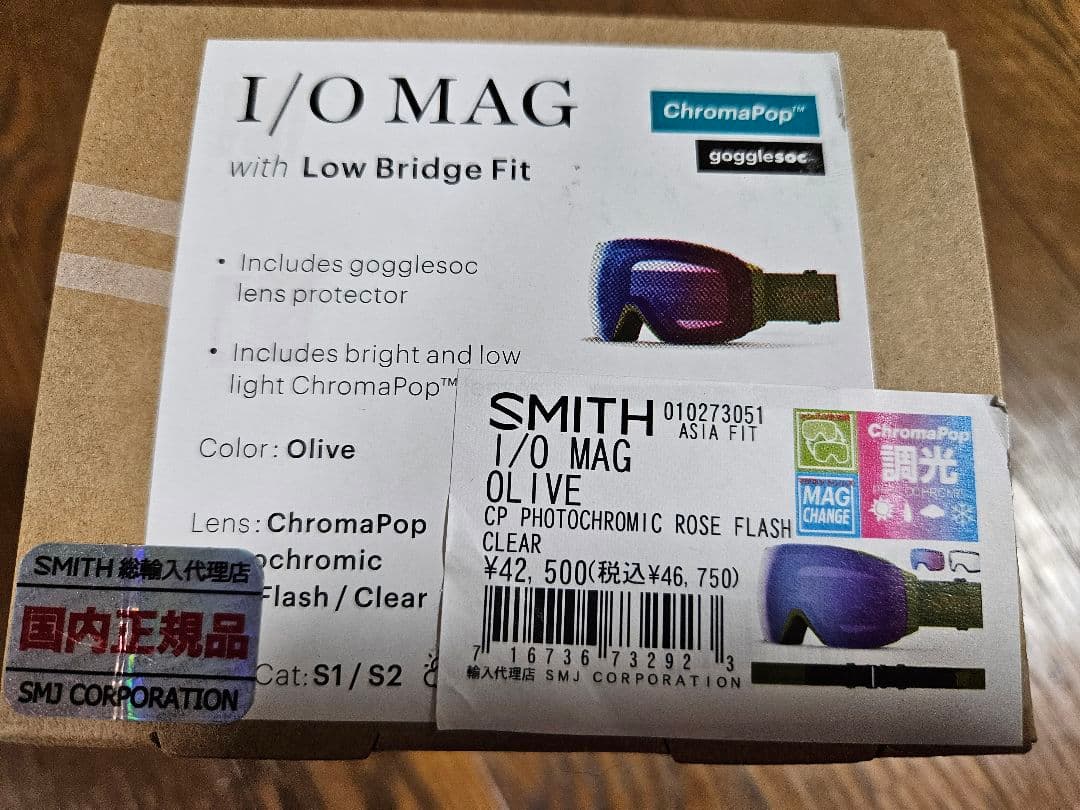 I/O MAG
with Low Bridge Fit
ChromaPop™
gogglesoc
• Includes gogglesoc
lens protector
• Includes bright and low
light ChromaPop™
Color: Olive
Lens: ChromaPop
ochromic
Flash / Clear
Cat: S1 / S2
SMITH 総輸入代理店
国内正規品
SMJ CORPORATION
SMITH 010273051
ASIA FIT
I/O MAG
OLIVE
CP PHOTOCHROMIC ROSE FLASH
CLEAR
¥42,500(税込¥46,750)
7 16736 73292 3
輸入代理店 SMJ CORPORATION
MAG
CHANGE
ChromaPop
調光